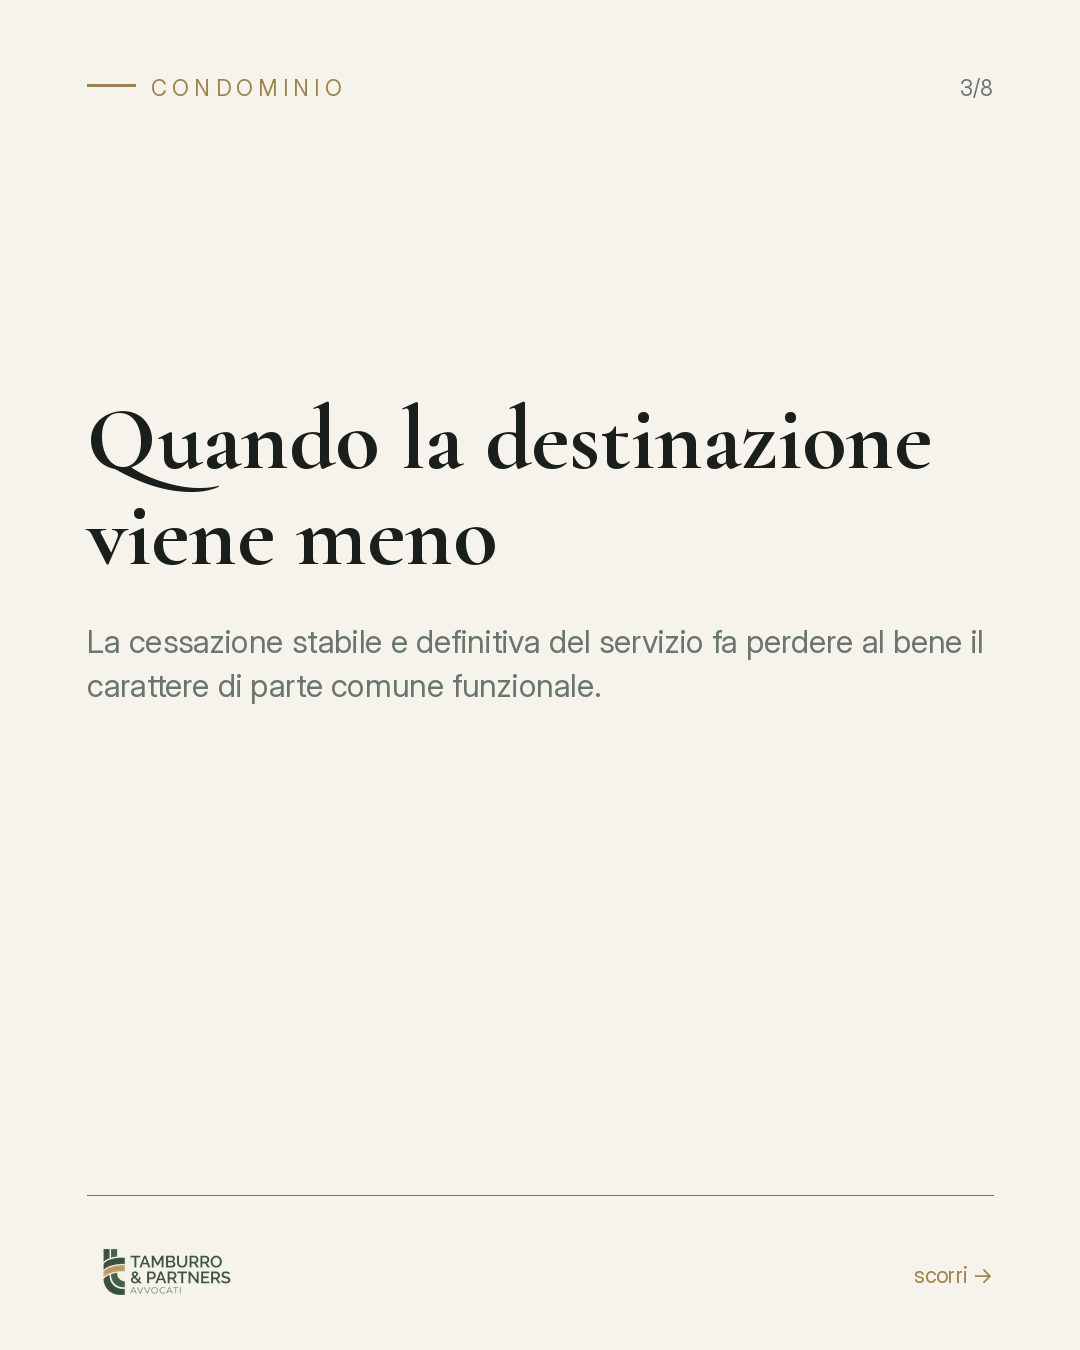 CONDOMINIO
3/8
Quando la destinazione
viene meno
La cessazione stabile e definitiva del servizio fa perdere al bene il
carattere di parte comune funzionale.
TAMBURRO
& PARTNERS
AVVOCATI
scorri →